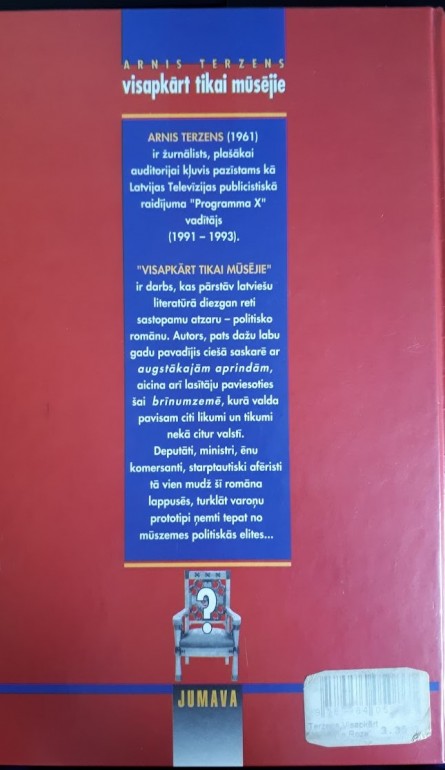 ARNIS TERZENS
visapkārt tikai mūsējie
ARNIS TERZENS (1961)
ir žurnālists, plašākai
auditorijai kļuvis pazīstams kā
Latvijas Televīzijas publicistiskā
raidījuma "Programma X"
vadītājs
(1991 – 1993).
"VISAPKĀRT TIKAI MŪSĒJIE"
ir darbs, kas pārstāv latviešu
literatūrā diezgan reti
sastopamu atzaru – politisko
romānu. Autors, pats dažu labu
gadu pavadījis ciešā saskarē ar
augstākajām aprindām,
aicina arī lasītāju paviesoties
šai brīnumzemē, kurā valda
pavisam citi likumi un tikumi
nekā citur valstī.
Deputāti, ministri, ēnu
komersanti, starptautiski afēristi
tā vien mudž šī romāna
lappusēs, turklāt varoņu
prototipi ņemti tepat no
mūszemes politiskās elites...
?
JUMAVA
Terzens Visapkārt